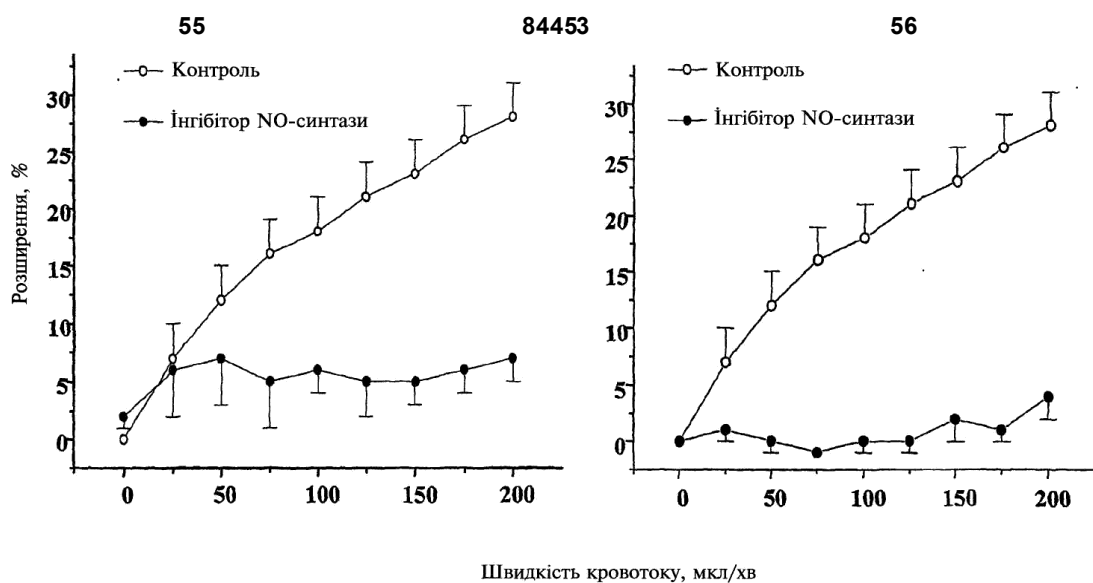 55 84453 56
Контроль
Інгібітор NO-синтази
Розширення, %
30
25
20
15
10
5
0
0 50 100 150 200
Контроль
Інгібітор NO-синтази
30
25
20
15
10
5
0
0 50 100 150 200
Швидкість кровотоку, мкл/хв